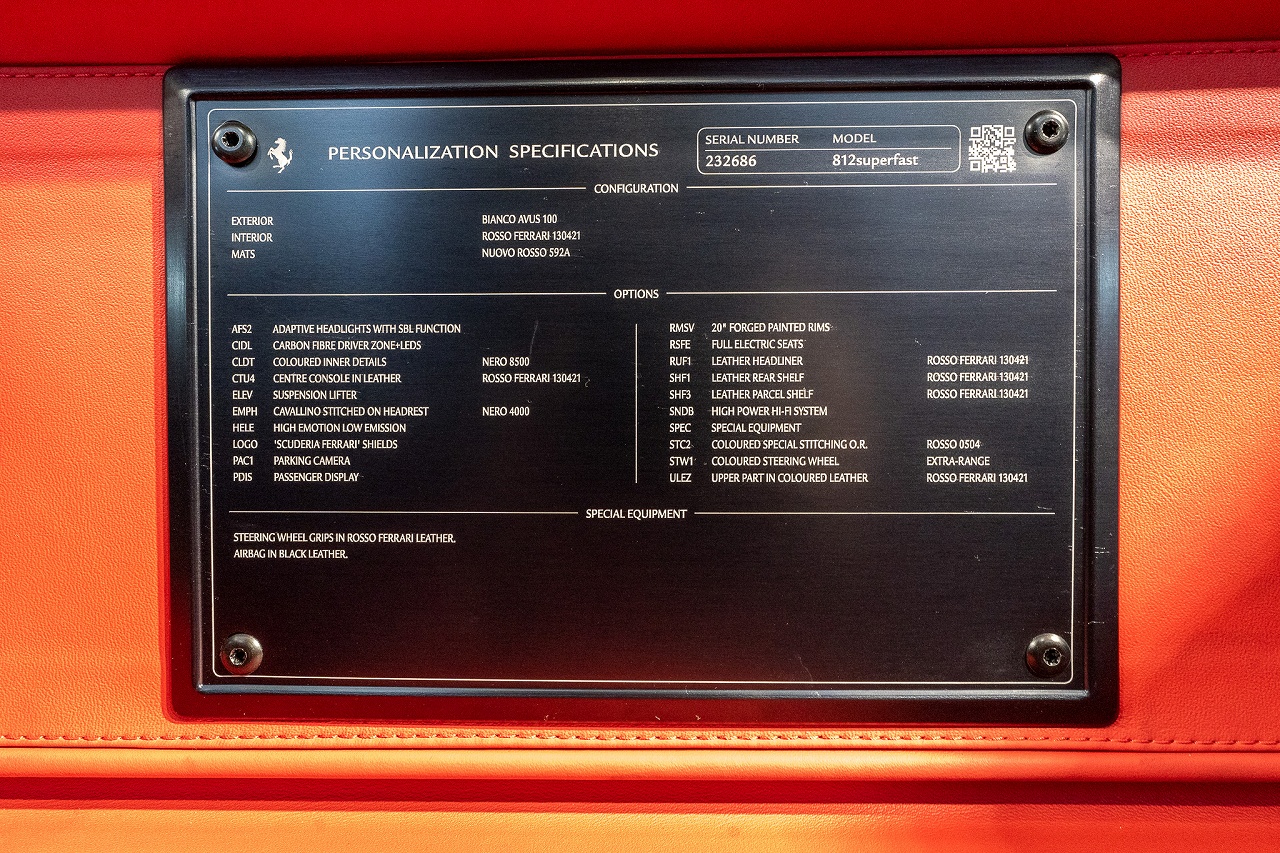 PERSONALIZATION SPECIFICATIONS
SERIAL NUMBER MODEL
232686 812superfast
CONFIGURATION
EXTERIOR BIANCO AVUS 100
INTERIOR ROSSO FERRARI 130421
MATS NUOVO ROSSO 592A
OPTIONS
AFS2 ADAPTIVE HEADLIGHTS WITH SBL FUNCTION
CIDL CARBON FIBRE DRIVER ZONE+LEDS
CLDT COLOURED INNER DETAILS NERO 8500
CTU4 CENTRE CONSOLE IN LEATHER ROSSO FERRARI 130421
ELEV SUSPENSION LIFTER
EMPH CAVALLINO STITCHED ON HEADREST NERO 4000
HELE HIGH EMOTION LOW EMISSION
LOGO 'SCUDERIA FERRARI' SHIELDS
PAC1 PARKING CAMERA
PDIS PASSENGER DISPLAY
RMSV 20" FORGED PAINTED RIMS
RSFE FULL ELECTRIC SEATS
RUF1 LEATHER HEADLINER ROSSO FERRARI 130421
SHF1 LEATHER REAR SHELF ROSSO FERRARI 130421
SHF3 LEATHER PARCEL SHELF ROSSO FERRARI 130421
SNDB HIGH POWER HI-FI SYSTEM
SPEC SPECIAL EQUIPMENT
STC2 COLOURED SPECIAL STITCHING O.R. ROSSO 0504
STW1 COLOURED STEERING WHEEL EXTRA-RANGE
ULEZ UPPER PART IN COLOURED LEATHER ROSSO FERRARI 130421
SPECIAL EQUIPMENT
STEERING WHEEL GRIPS IN ROSSO FERRARI LEATHER.
AIRBAG IN BLACK LEATHER.